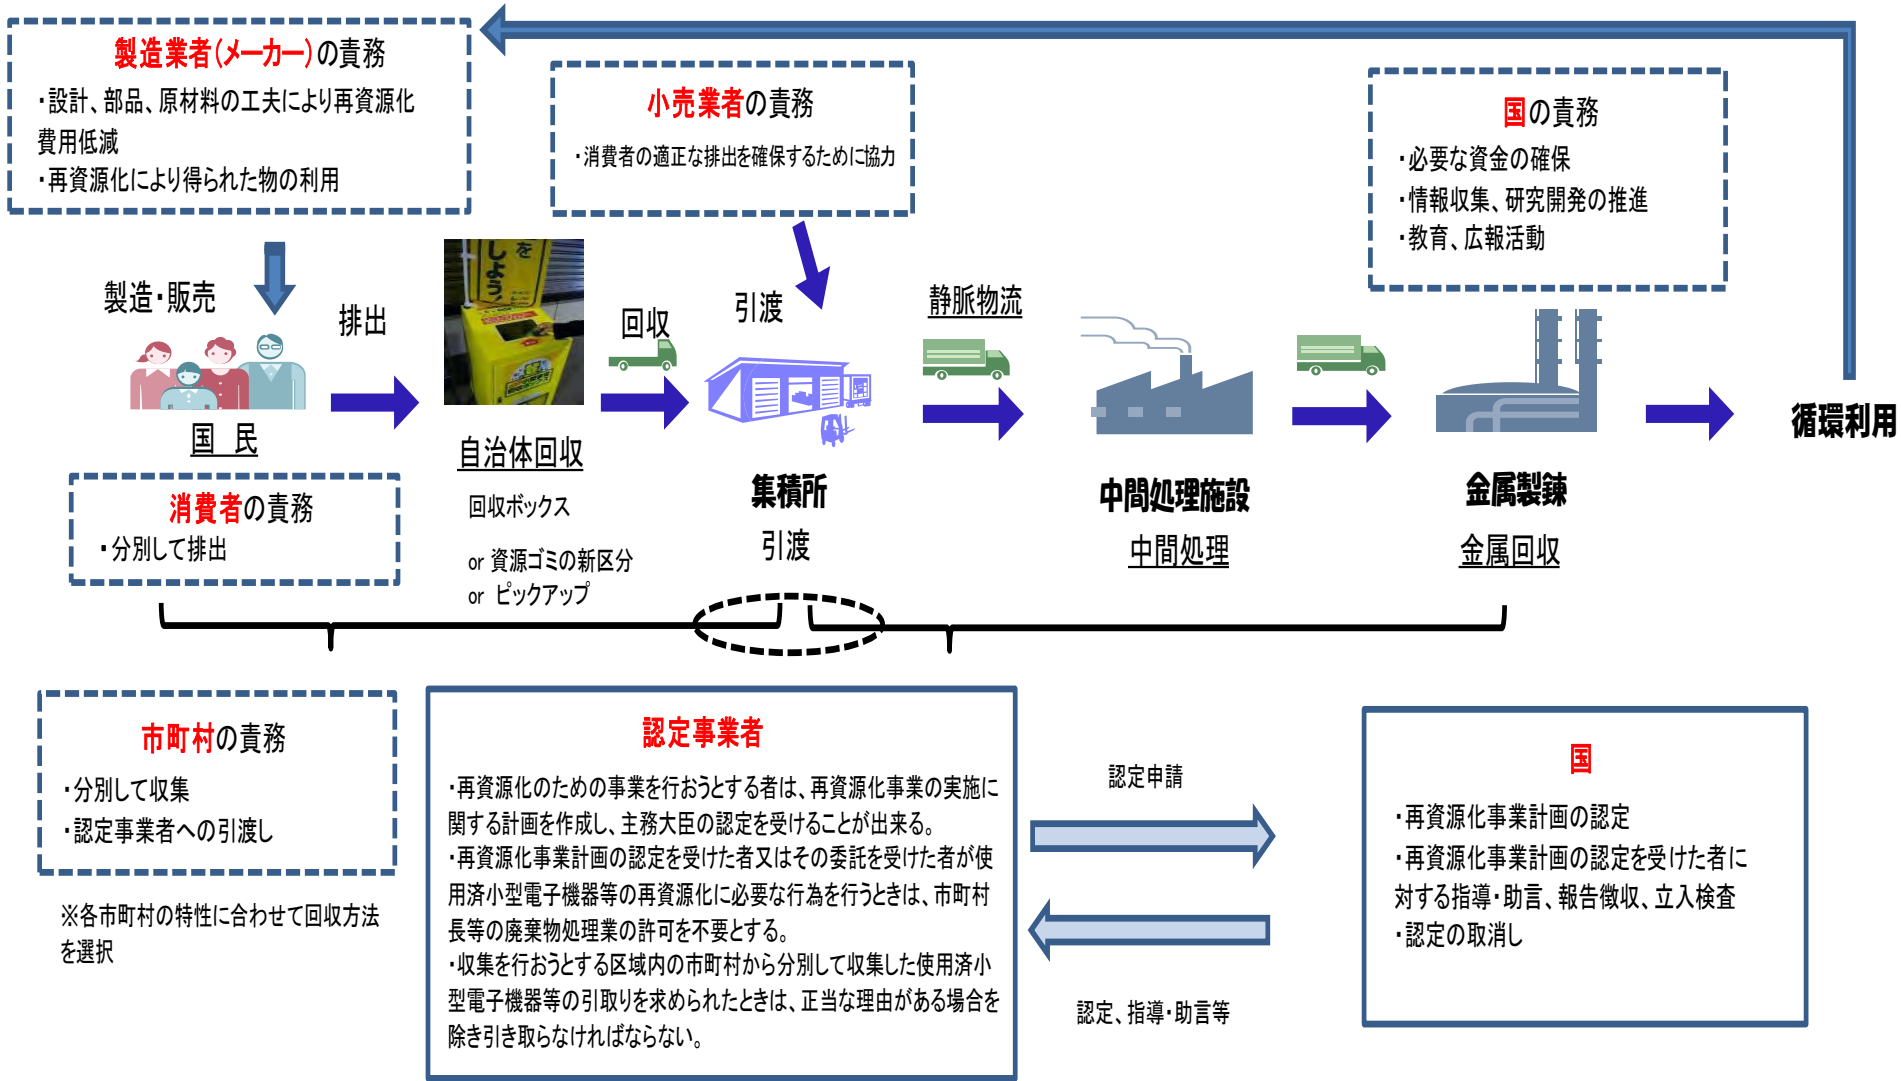 製造業者(メーカー)の責務
・設計、部品、原材料の工夫により再資源化
費用低減
・再資源化により得られた物の利用
小売業者の責務
・消費者の適正な排出を確保するために協力
国の責務
・必要な資金の確保
・情報収集、研究開発の推進
・教育、広報活動
製造・販売
排出
を
しよう!
回収
引渡
静脈物流
国 民
自治体回収
回収ボックス
or 資源ゴミの新区分
or ピックアップ
集積所
引渡
中間処理施設
中間処理
金属製錬
金属回収
循環利用
消費者の責務
・分別して排出
市町村の責務
・分別して収集
・認定事業者への引渡し
※各市町村の特性に合わせて回収方法
を選択
認定事業者
・再資源化のための事業を行おうとする者は、再資源化事業の実施に
関する計画を作成し、主務大臣の認定を受けることが出来る。
・再資源化事業計画の認定を受けた者又はその委託を受けた者が使
用済小型電子機器等の再資源化に必要な行為を行うときは、市町村
長等の廃棄物処理業の許可を不要とする。
・収集を行おうとする区域内の市町村から分別して収集した使用済小
型電子機器等の引取りを求められたときは、正当な理由がある場合を
除き引き取らなければならない。
認定申請
認定、指導・助言等
国
・再資源化事業計画の認定
・再資源化事業計画の認定を受けた者に
対する指導・助言、報告徴収、立入検査
・認定の取消し